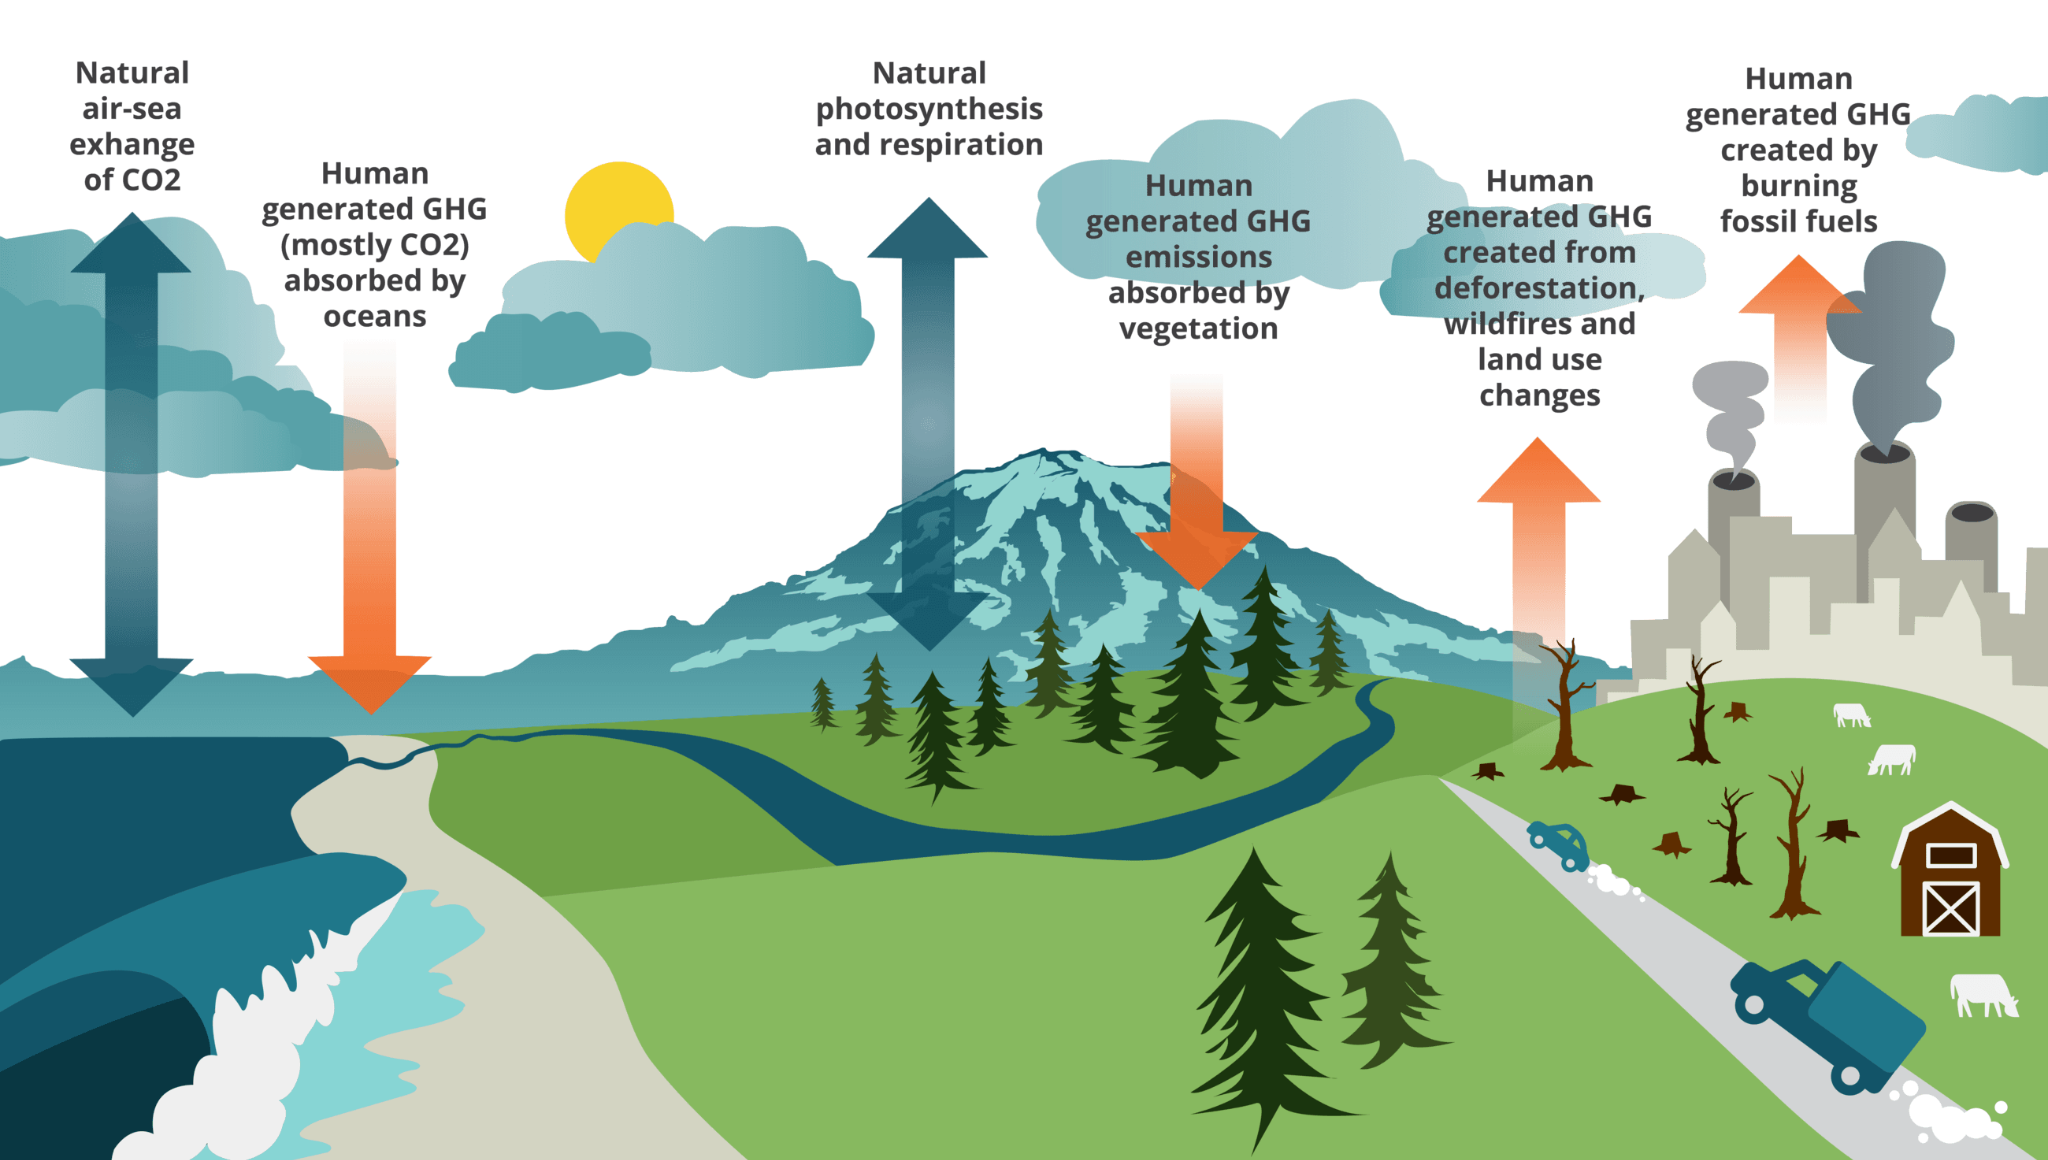 Natural
air-sea
exhange
of CO2
Human
generated GHG
(mostly CO2)
absorbed by
oceans
Natural
photosynthesis
and respiration
Human
generated GHG
emissions
absorbed by
vegetation
Human
generated GHG
created from
deforestation,
wildfires and
land use
changes
Human
generated GHG
created by
burning
fossil fuels